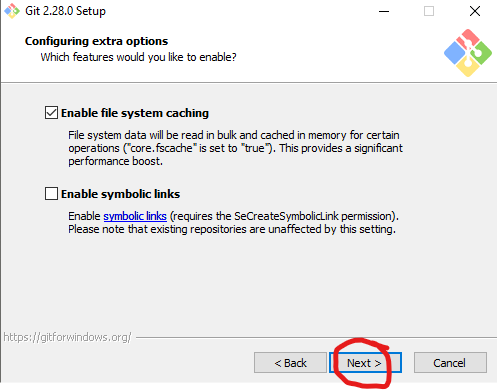 Git 2.28.0 Setup
Configuring extra options
Which features would you like to enable?
Enable file system caching
File system data will be read in bulk and cached in memory for certain
operations ("core.fscache" is set to "true"). This provides a significant
performance boost.
Enable symbolic links
Enable symbolic links (requires the SeCreateSymbolicLink permission).
Please note that existing repositories are unaffected by this setting.
https://gitforwindows.org/
< Back Next > Cancel